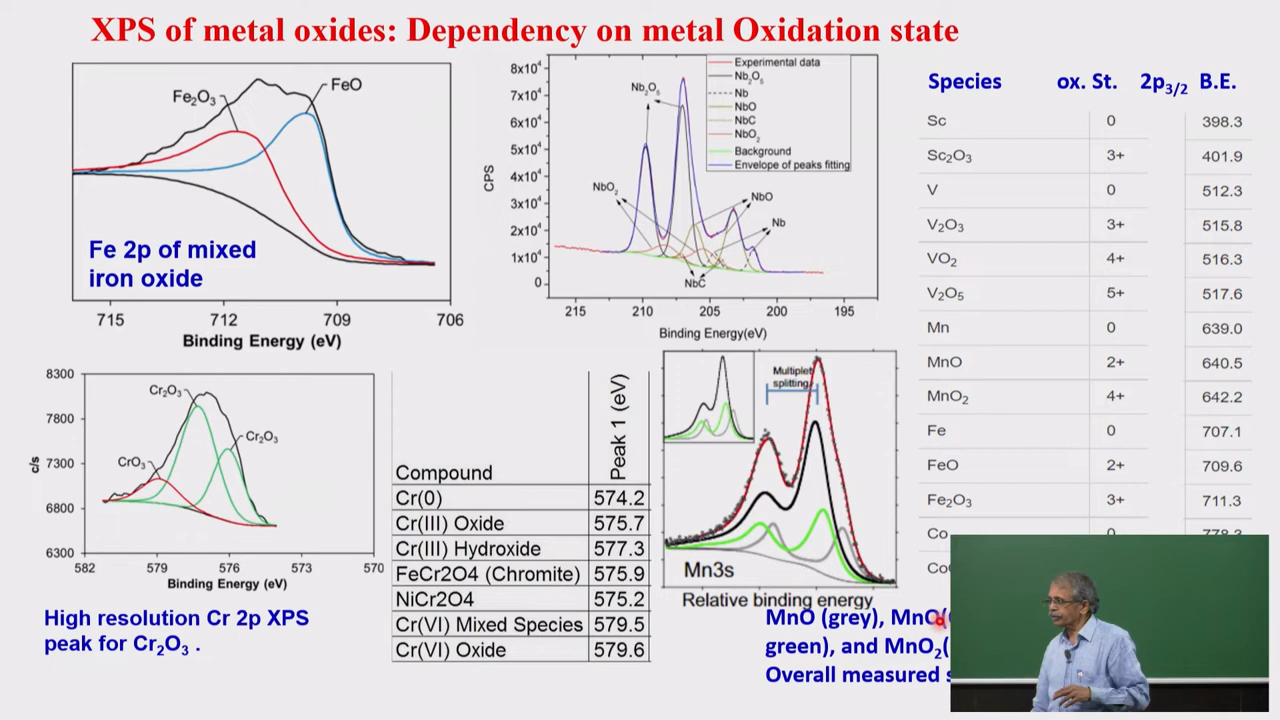 XPS of metal oxides: Dependency on metal Oxidation state
Fe₂O₃
FeO
Fe 2p of mixed
iron oxide
715
712
709
706
Binding Energy (eV)
8x10⁴
7x10⁴
6x10⁴
5x10⁴
4x10⁴
3x10⁴
2x10⁴
1x10⁴
0
CPS
Nb₂O₅
NbO₂
NbO
Nb
NbC
Experimental data
Nb₂O₅
Nb
NbO
NbC
NbO₂
Background
Envelope of peaks fitting
215
210
205
200
195
Binding Energy(eV)
Species ox. St. 2p₃/₂ B.E.
Sc 0 398.3
Sc₂O₃ 3+ 401.9
V 0 512.3
V₂O₃ 3+ 515.8
VO₂ 4+ 516.3
V₂O₅ 5+ 517.6
Mn 0 639.0
MnO 2+ 640.5
MnO₂ 4+ 642.2
Fe 0 707.1
FeO 2+ 709.6
Fe₂O₃ 3+ 711.3
Co 0 778.3
8300
7800
7300
6800
6300
c/s
Cr₂O₃
Cr₂O₃
CrO₃
582
579
576
573
570
Binding Energy (eV)
High resolution Cr 2p XPS
peak for Cr₂O₃ .
Compound Peak 1 (eV)
Cr(0) 574.2
Cr(III) Oxide 575.7
Cr(III) Hydroxide 577.3
FeCr2O4 (Chromite) 575.9
NiCr2O4 575.2
Cr(VI) Mixed Species 579.5
Cr(VI) Oxide 579.6
Multiplet
splitting
Mn3s
Relative binding energy
MnO (grey), MnO(
green), and MnO₂(
Overall measured